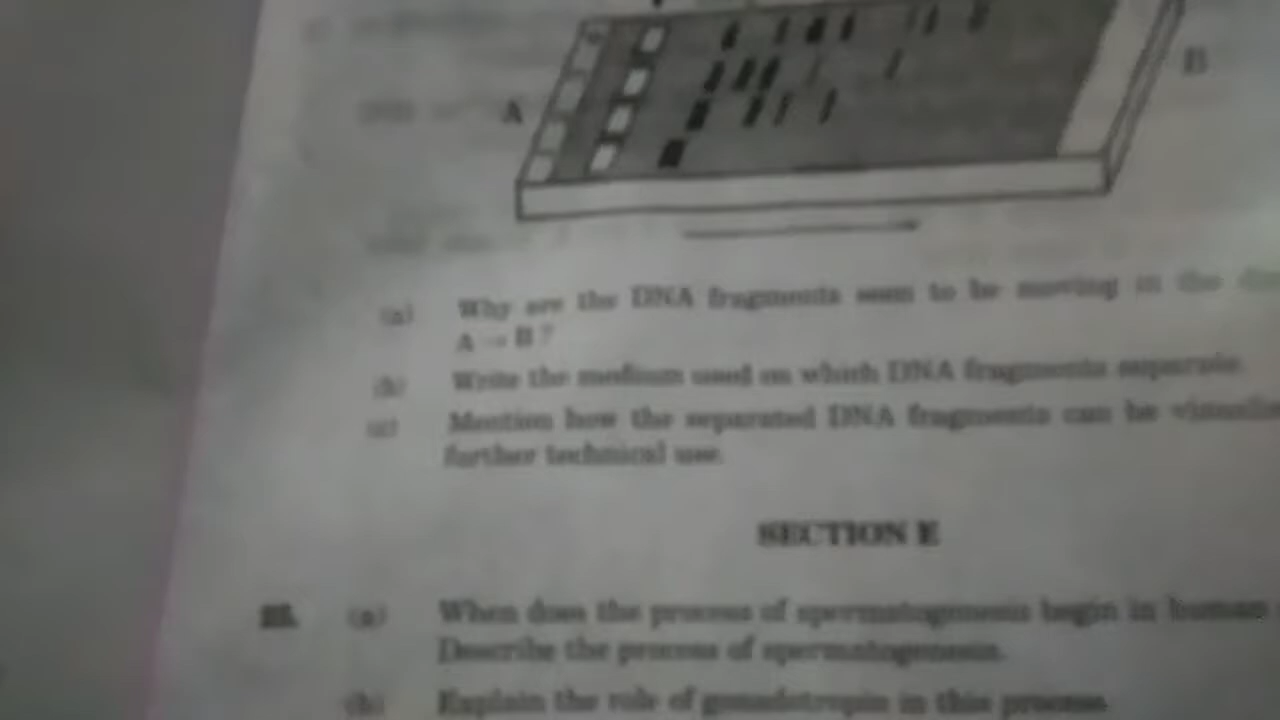 A
B
(a) Why are the DNA fragments seen to be moving in the
A → B ?
(b) Write the medium used on which DNA fragments separate.
(c) Mention how the separated DNA fragments can be
further technical use.
SECTION E
(a) When does the process of spermatogenesis begin in human
Describe the process of spermatogenesis.
(b) Explain the role of gonadotropin in this process.